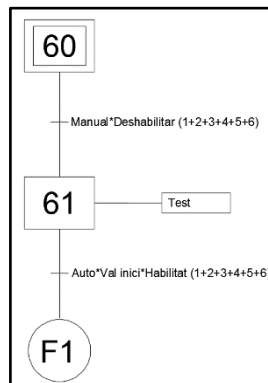 60
Manual*Deshabilitar (1+2+3+4+5+6)
61
Test
Auto*Val inici*Habilitat (1+2+3+4+5+6)
F1